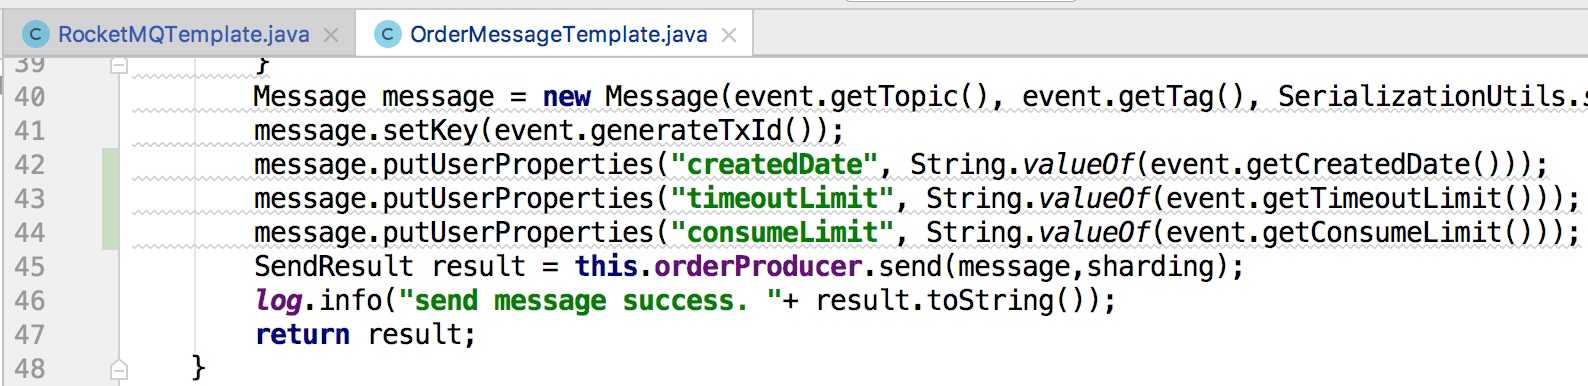 RocketMQTemplate.java OrderMessageTemplate.java
39 }
40 Message message = new Message(event.getTopic(), event.getTag(), SerializationUtils.s
41 message.setKey(event.generateTxId());
42 message.putUserProperties("createdDate", String.valueOf(event.getCreatedDate()));
43 message.putUserProperties("timeoutLimit", String.valueOf(event.getTimeoutLimit()));
44 message.putUserProperties("consumeLimit", String.valueOf(event.getConsumeLimit()));
45 SendResult result = this.orderProducer.send(message,sharding);
46 log.info("send message success. "+ result.toString());
47 return result;
48 }